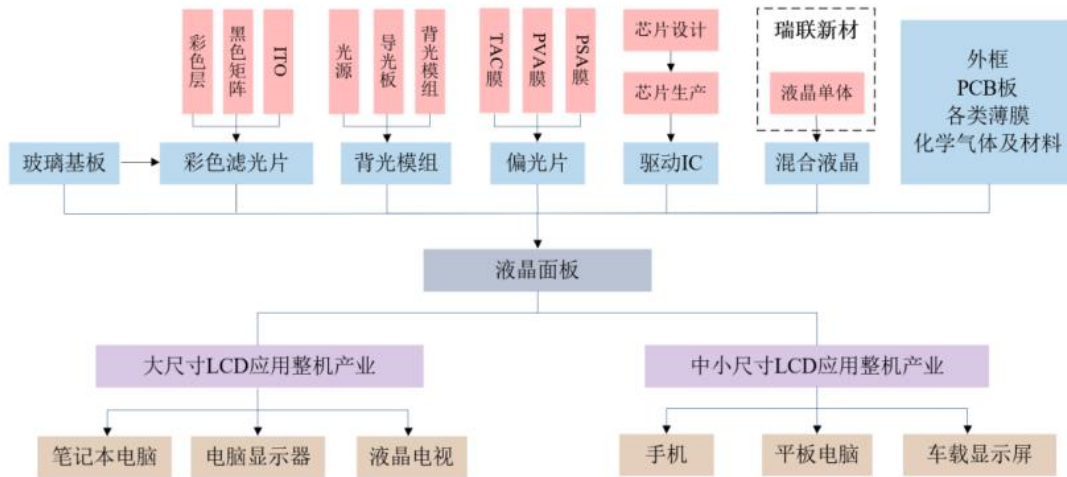 彩色层
黑色矩阵
ITO
光源
导光板
背光模组
TAC膜
PVA膜
PSA膜
芯片设计
芯片生产
瑞联新材
液晶单体
外框
PCB板
各类薄膜
化学气体及材料
玻璃基板
彩色滤光片
背光模组
偏光片
驱动IC
混合液晶
液晶面板
大尺寸LCD应用整机产业
中小尺寸LCD应用整机产业
笔记本电脑
电脑显示器
液晶电视
手机
平板电脑
车载显示屏